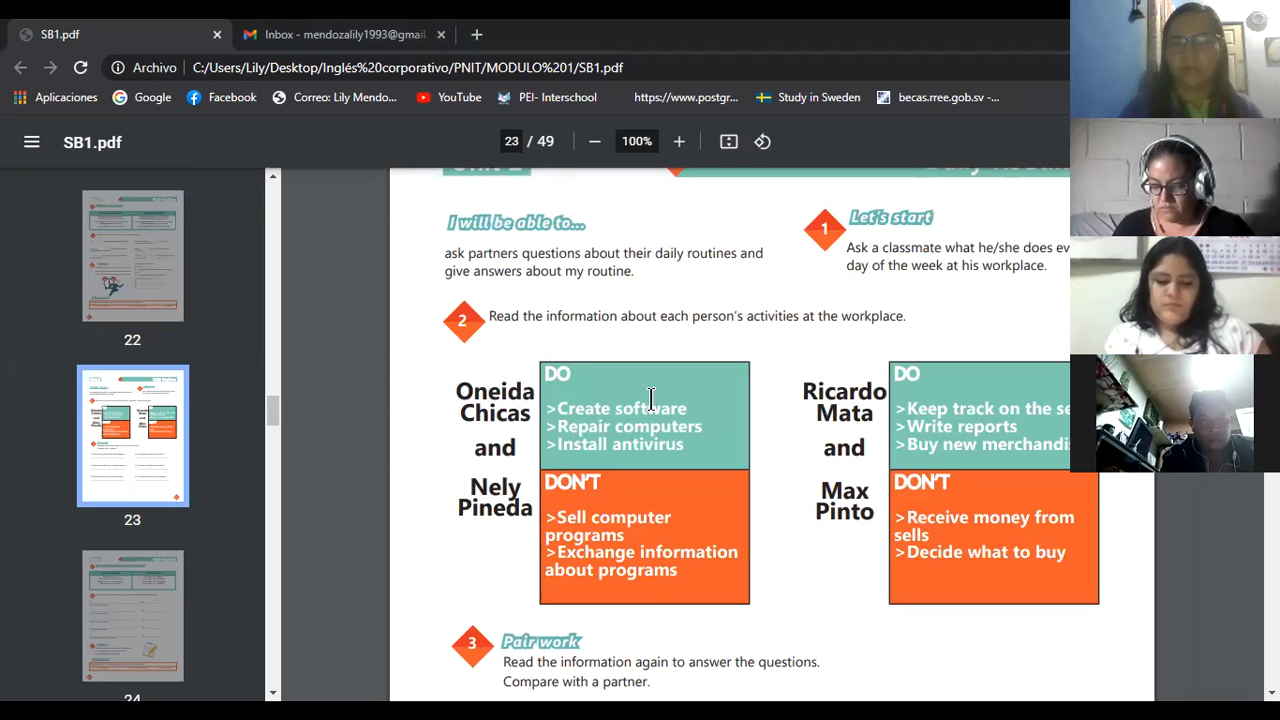 SB1.pdf
Inbox - mendozalily1993@gmail.
Archivo C:/Users/Lily/Desktop/Inglés%20corporativo/PNIT/MODULO%201/SB1.pdf
Aplicaciones Google Facebook Correo: Lily Mendo... YouTube PEI- Interschool https://www.postgr... Study in Sweden becas.rree.gob.sv -...
SB1.pdf 23 / 49 100%
22
23
24
I will be able to...
ask partners questions about their daily routines and
give answers about my routine.
1 Let's start
Ask a classmate what he/she does ev
day of the week at his workplace.
2 Read the information about each person's activities at the workplace.
Oneida
Chicas
and
Nely
Pineda
DO
>Create software
>Repair computers
>Install antivirus
DON'T
>Sell computer
programs
>Exchange information
about programs
Ricardo
Mata
and
Max
Pinto
DO
>Keep track on the se
>Write reports
>Buy new merchandi
DON'T
>Receive money from
sells
>Decide what to buy
3 Pair work
Read the information again to answer the questions.
Compare with a partner.